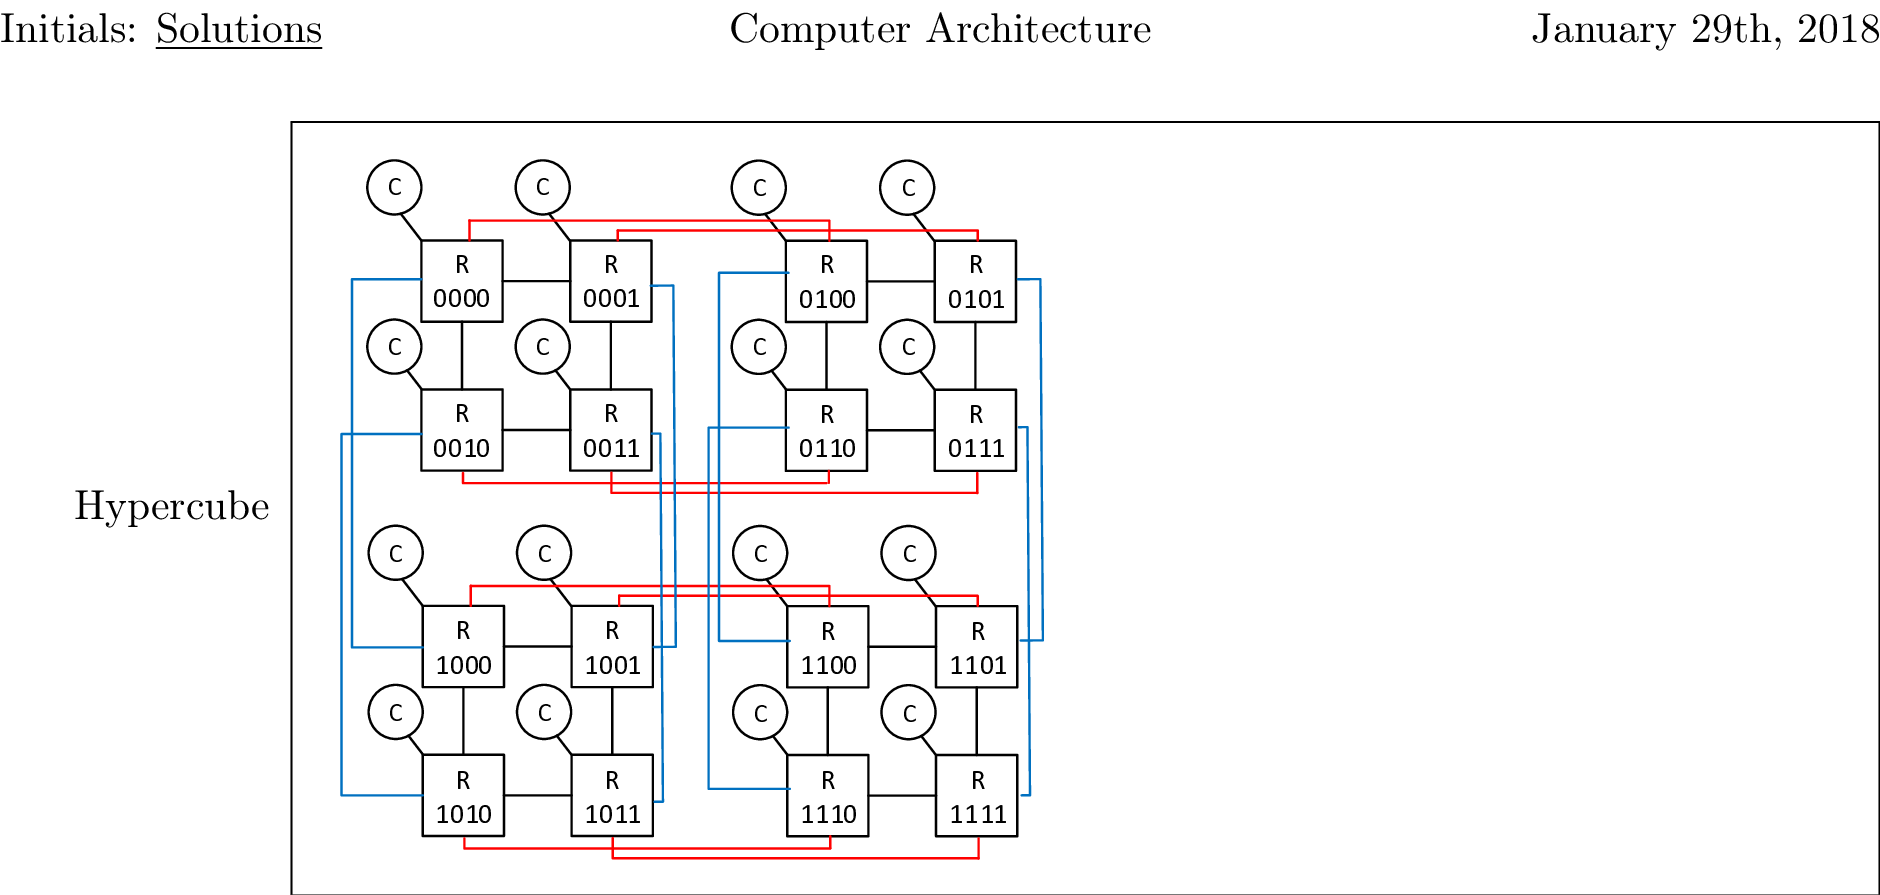 Initials: Solutions Computer Architecture January 29th, 2018
C C C C
R R R R
0000 0001 0100 0101
C C C C
R R R R
0010 0011 0110 0111
Hypercube
C C C C
R R R R
1000 1001 1100 1101
C C C C
R R R R
1010 1011 1110 1111